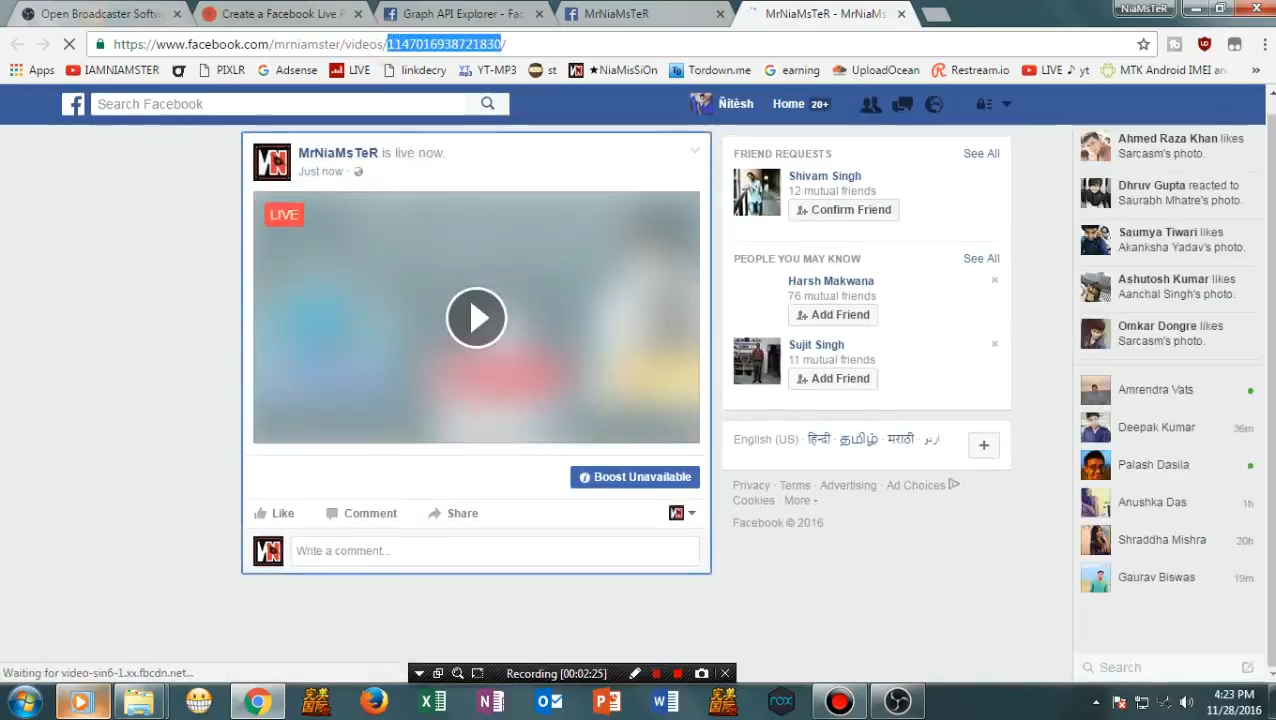 Open Broadcaster Softw
Create a Facebook Live P
Graph API Explorer - Fac
MrNiaMsTeR
MrNiaMsTeR - MrNiaMs
NiaMsTeR
https://www.facebook.com/mrniamster/videos/1147016938721830/
Apps
IAMNIAMSTER
PIXLR
Adsense
LIVE
linkdecry
YT-MP3
st
★NiaMisSiOn
Tordown.me
earning
UploadOcean
Restream.io
LIVE ♪ yt
MTK Android IMEI an
Search Facebook
Ñitèsh
Home 20+
MrNiaMsTeR is live now.
Just now
LIVE
Boost Unavailable
Like
Comment
Share
Write a comment...
FRIEND REQUESTS
See All
Shivam Singh
12 mutual friends
Confirm Friend
PEOPLE YOU MAY KNOW
See All
Harsh Makwana
76 mutual friends
Add Friend
Sujit Singh
11 mutual friends
Add Friend
English (US) · हिन्दी · தமிழ் · मराठी · اردو
Privacy · Terms · Advertising · Ad Choices
Cookies · More
Facebook © 2016
Ahmed Raza Khan likes
Sarcasm's photo.
Dhruv Gupta reacted to
Saurabh Mhatre's photo.
Saumya Tiwari likes
Akanksha Yadav's photo.
Ashutosh Kumar likes
Aanchal Singh's photo.
Omkar Dongre likes
Sarcasm's photo.
Amrendra Vats
Deepak Kumar 36m
Palash Dasila
Anushka Das 1h
Shraddha Mishra 20h
Gaurav Biswas 19m
Search
Waiting for video-sin6-1.xx.fbcdn.net...
Recording [00:02:25]
nox
4:23 PM
11/28/2016